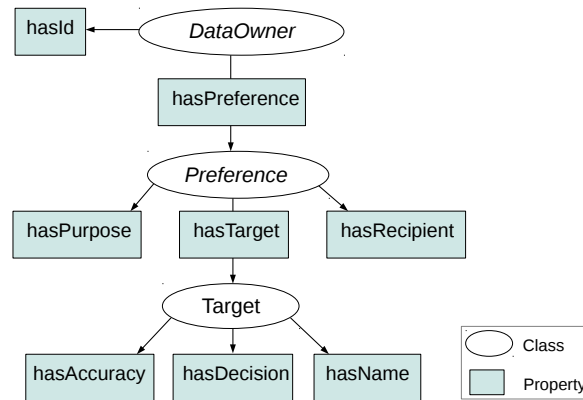 hasId
DataOwner
hasPreference
Preference
hasPurpose
hasTarget
hasRecipient
Target
hasAccuracy
hasDecision
hasName
Class
Property